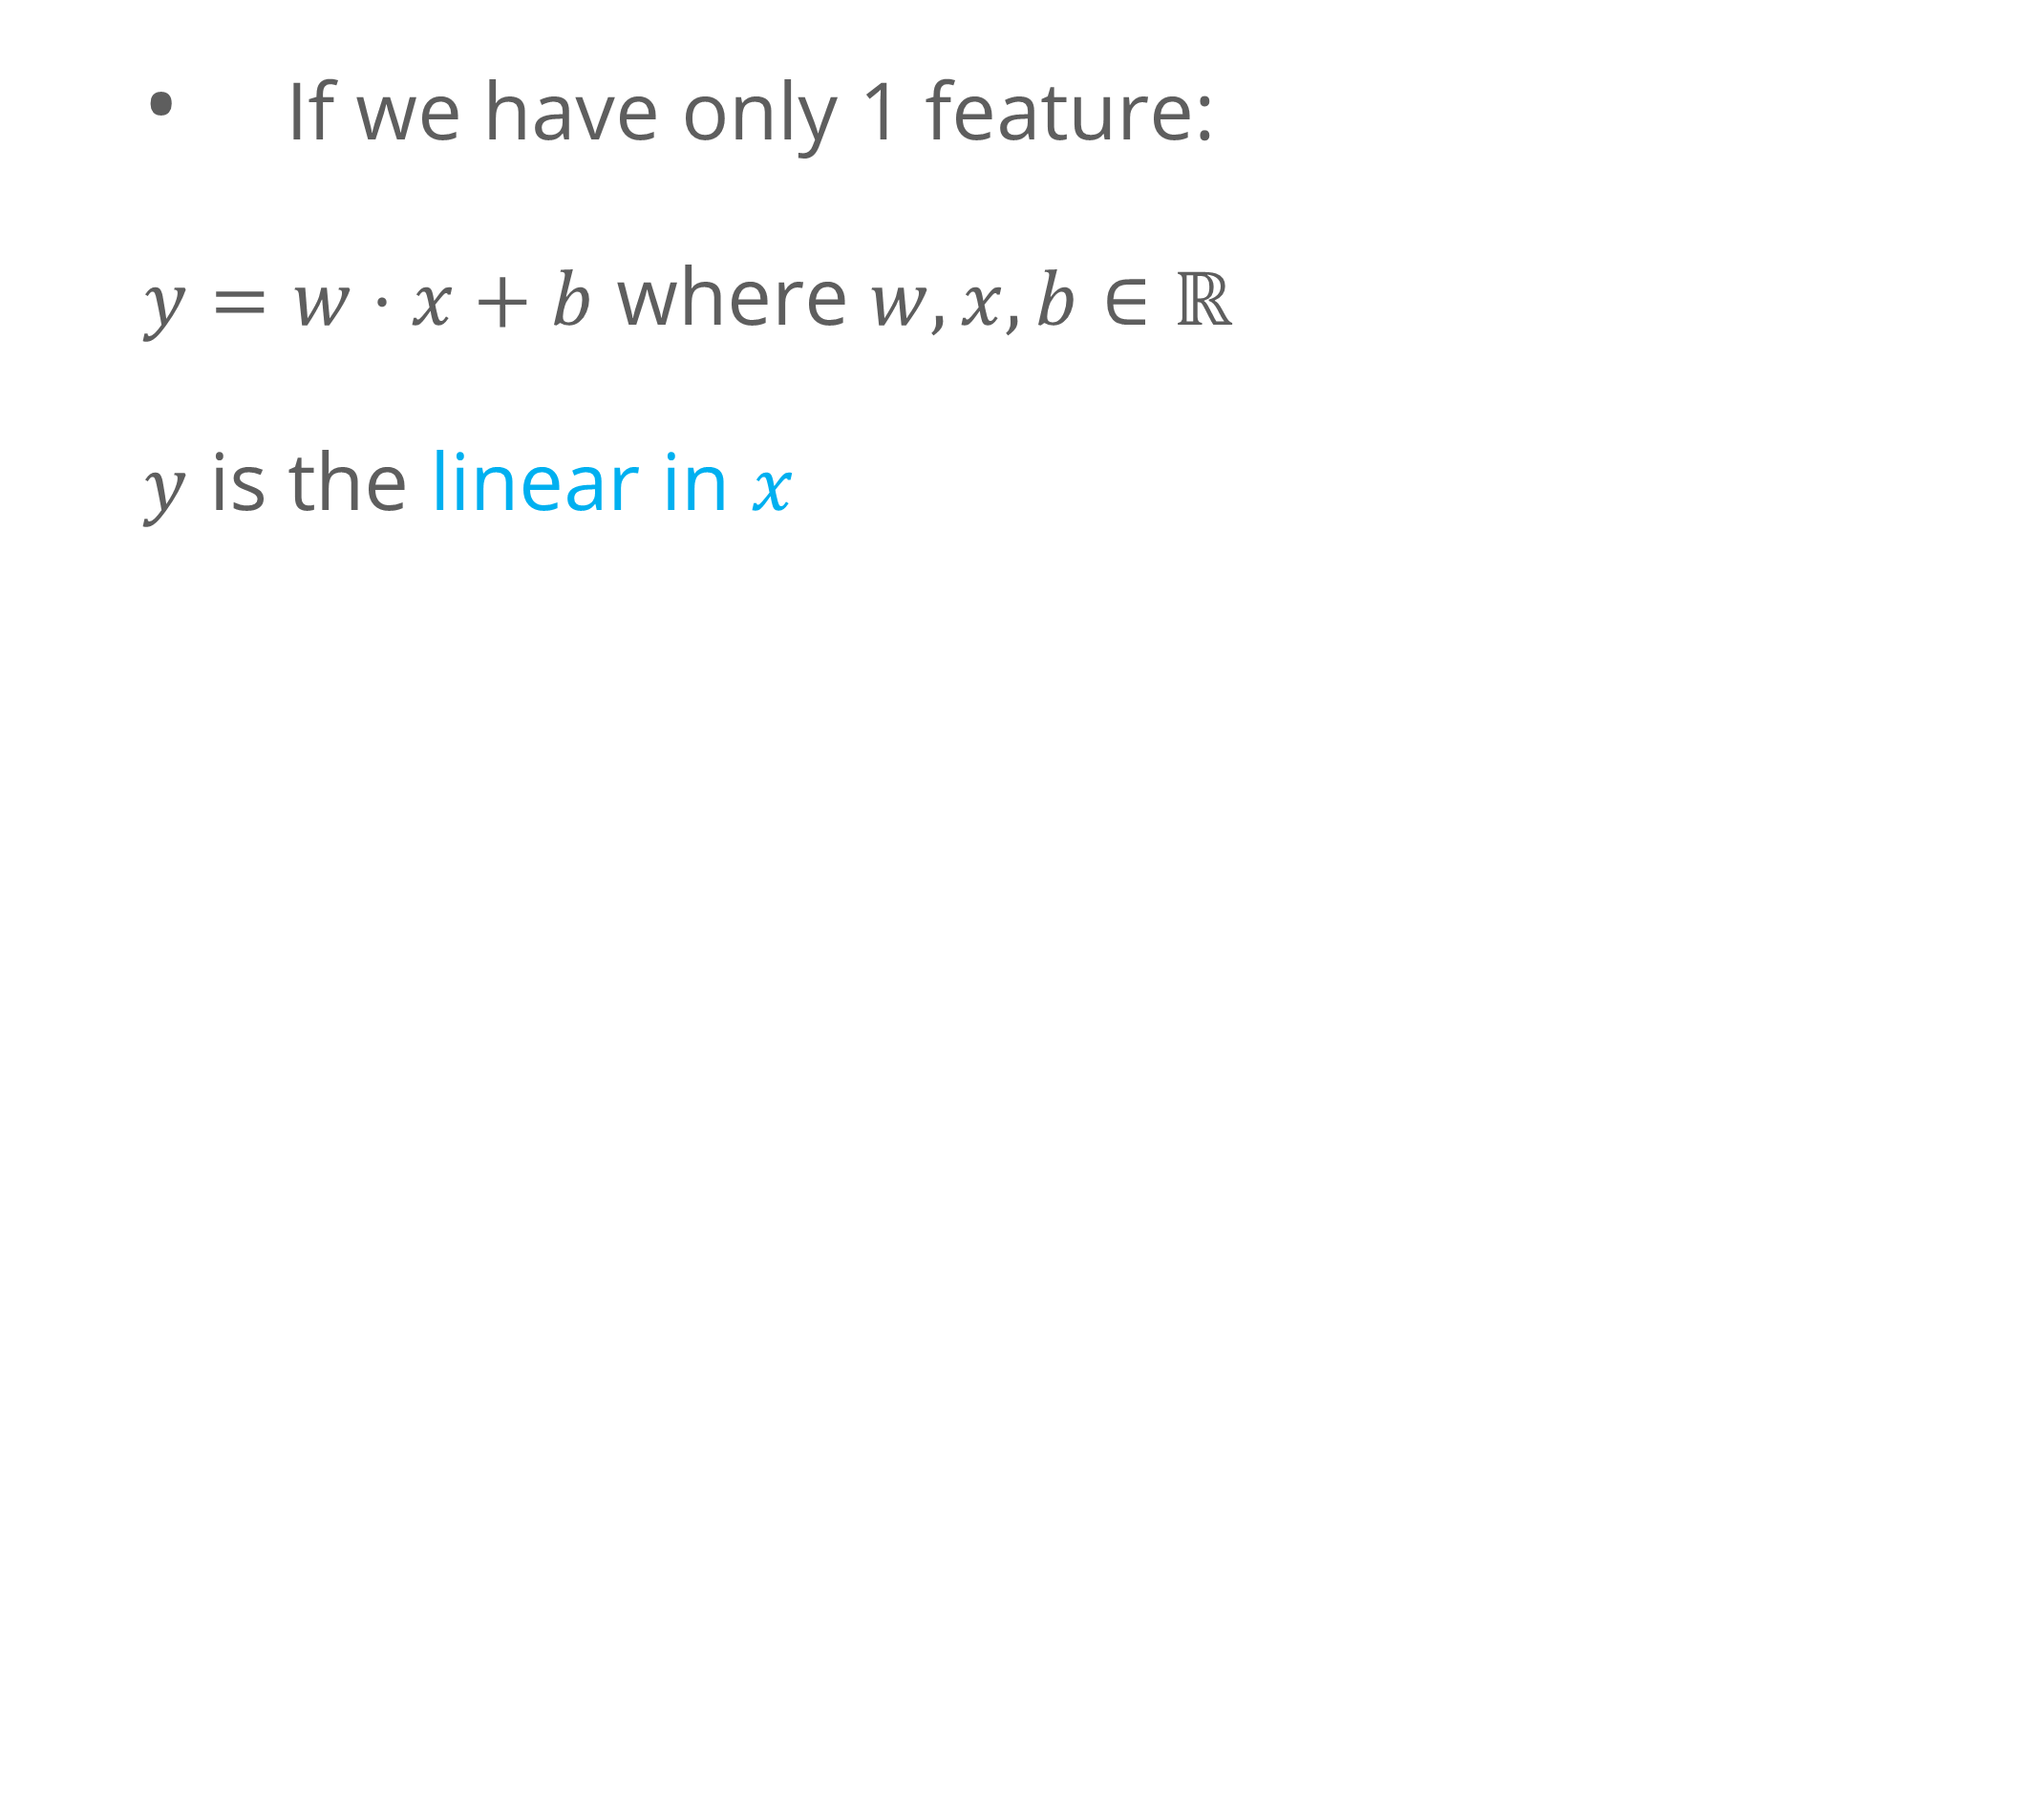 • If we have only 1 feature:
y = w · x + b where w, x, b ∈ ℝ
y is the linear in x